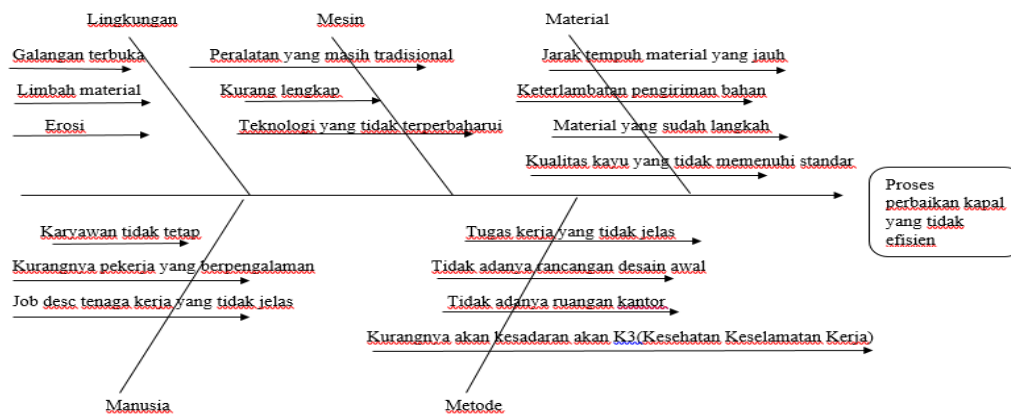 Lingkungan
Mesin
Material
Galangan terbuka
Peralatan yang masih tradisional
Jarak tempuh material yang jauh
Limbah material
Kurang lengkap
Keterlambatan pengiriman bahan
Erosi
Teknologi yang tidak terperbaharui
Material yang sudah langkah
Kualitas kayu yang tidak memenuhi standar
Proses
perbaikan kapal
yang tidak
efisien
Karyawan tidak tetap
Tugas kerja yang tidak jelas
Kurangnya pekerja yang berpengalaman
Tidak adanya rancangan desain awal
Job desc tenaga kerja yang tidak jelas
Tidak adanya ruangan kantor
Kurangnya akan kesadaran akan K3(Kesehatan Keselamatan Kerja)
Manusia
Metode